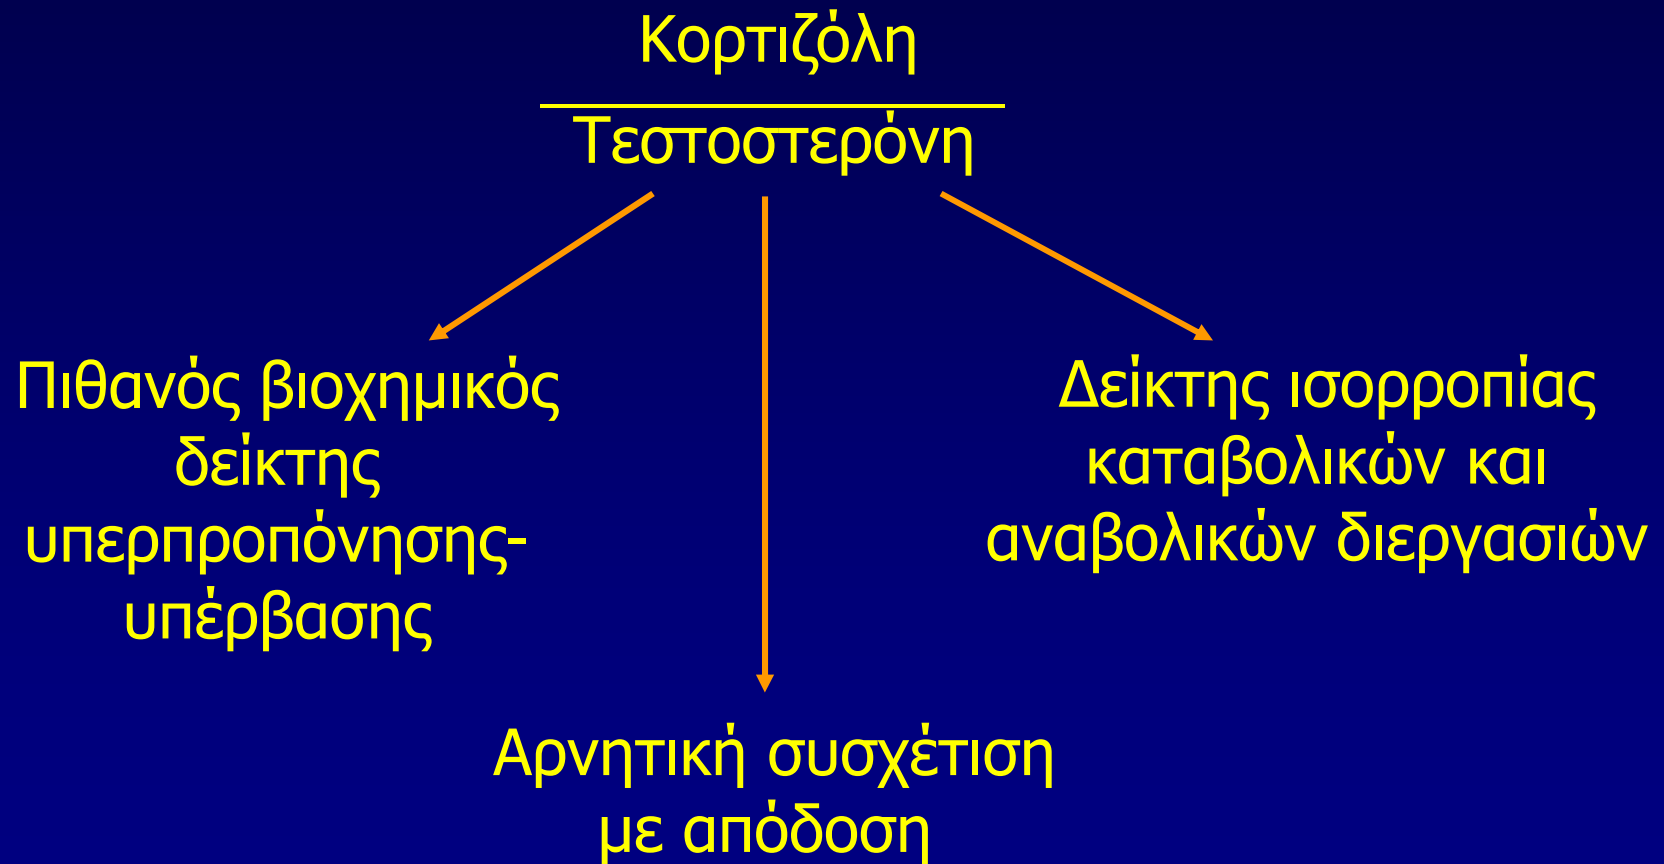 Κορτιζόλη
Τεστοστερόνη
Πιθανός βιοχημικός
δείκτης
υπερπροπόνησης-
υπέρβασης
Αρνητική συσχέτιση
με απόδοση
Δείκτης ισορροπίας
καταβολικών και
αναβολικών διεργασιών